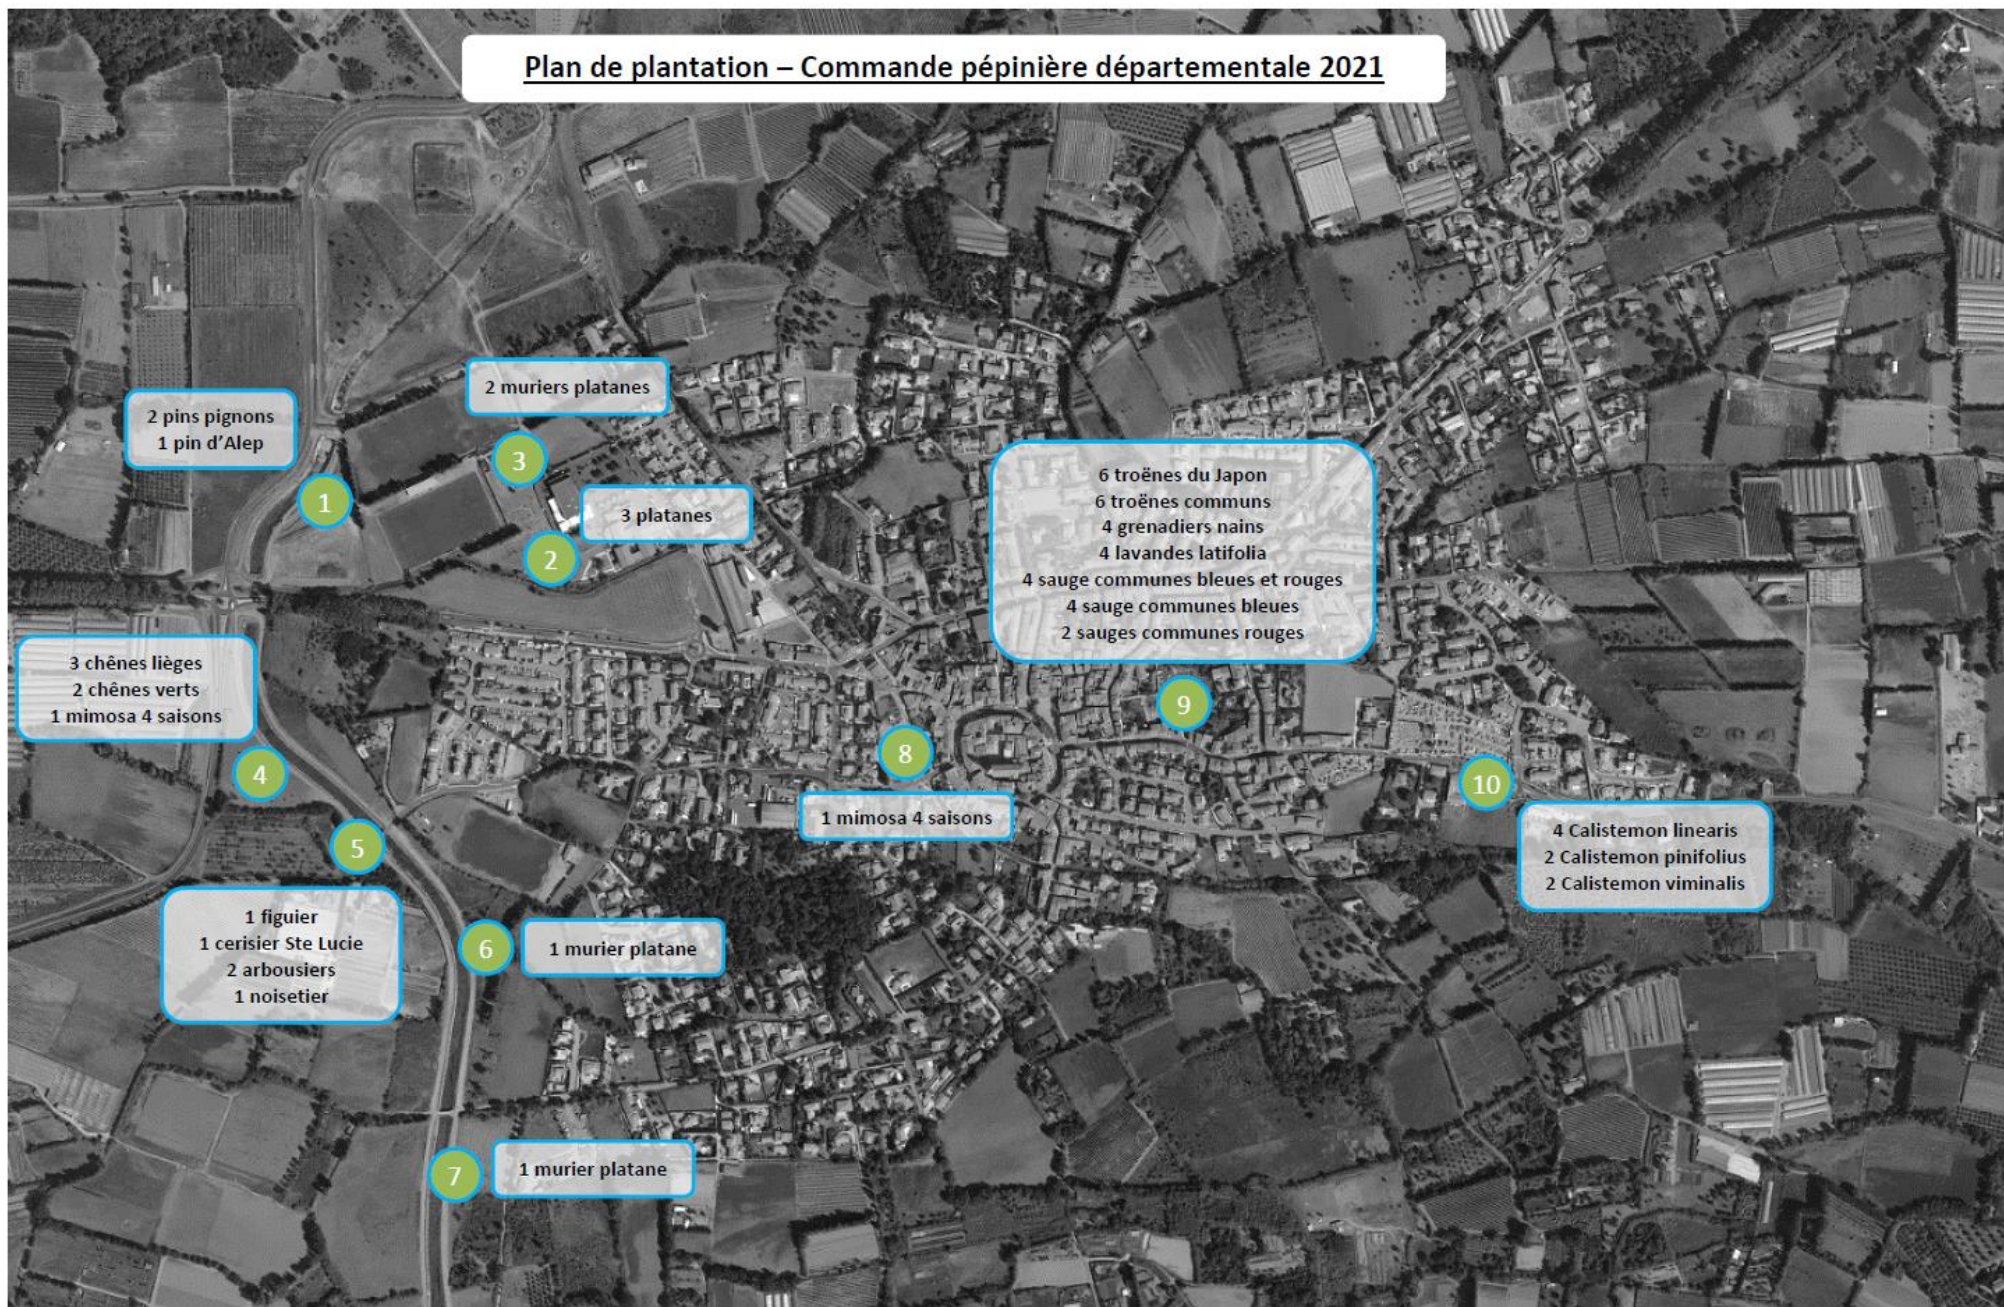 Plan de plantation – Commande pépinière départementale 2021
2 muriers platanes
3
2 pins pignons
1 pin d'Alep
1
3 platanes
2
6 troënes du Japon
6 troënes communs
4 grenadiers nains
4 lavandes latifolia
4 sauge communes bleues et rouges
4 sauge communes bleues
2 sauges communes rouges
9
3 chênes lièges
2 chênes verts
1 mimosa 4 saisons
4
8
1 mimosa 4 saisons
10
4 Calistemon linearis
2 Calistemon pinifolius
2 Calistemon viminalis
5
1 figuier
1 cerisier Ste Lucie
2 arbousiers
1 noisetier
6
1 murier platane
7
1 murier platane